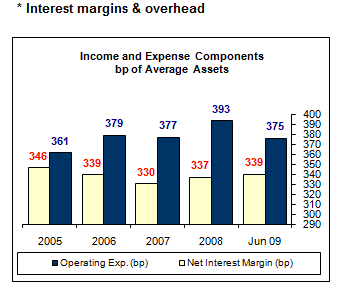 * Interest margins & overhead
Income and Expense Components
bp of Average Assets
346 361 339 379 330 377 337 393 339 375
400
390
380
370
360
350
340
330
320
310
300
290
2005 2006 2007 2008 Jun 09
Operating Exp. (bp) Net Interest Margin (bp)